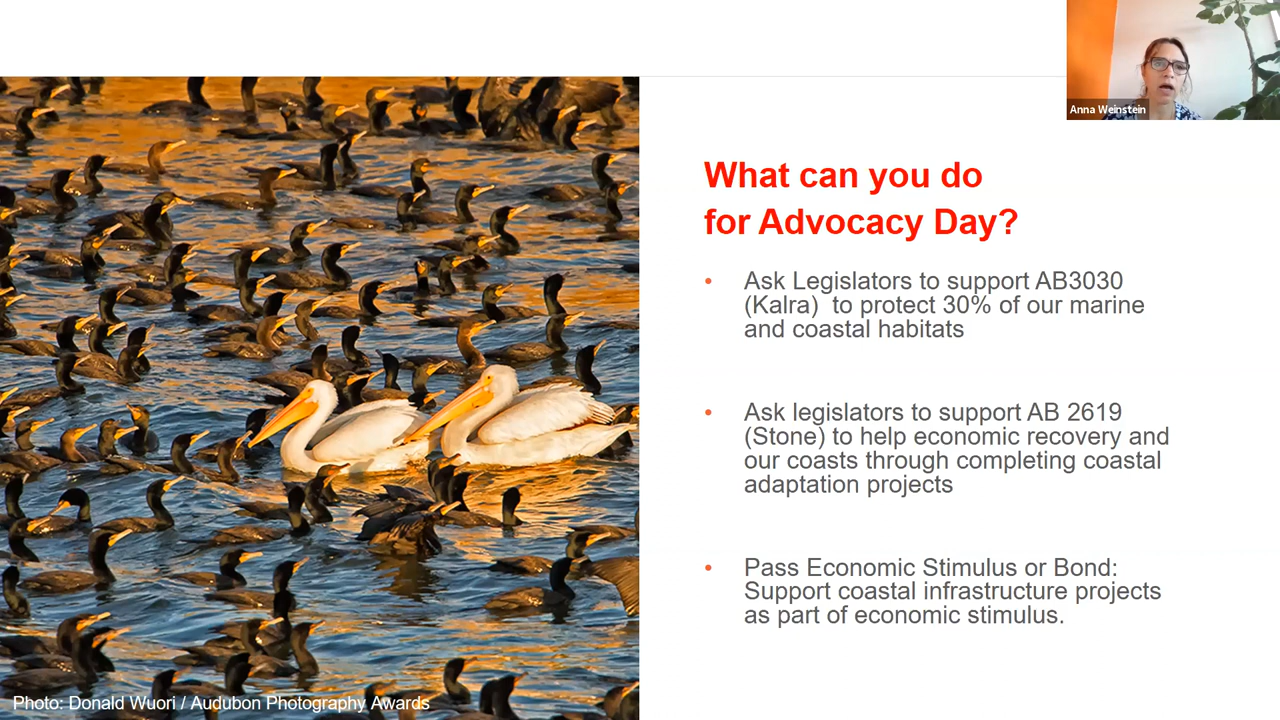 Anna Weinstein
What can you do
for Advocacy Day?
• Ask Legislators to support AB3030
(Kalra)  to protect 30% of our marine
and coastal habitats
• Ask legislators to support AB 2619
(Stone) to help economic recovery and
our coasts through completing coastal
adaptation projects
• Pass Economic Stimulus or Bond:
Support coastal infrastructure projects
as part of economic stimulus.
Photo: Donald Wuori / Audubon Photography Awards